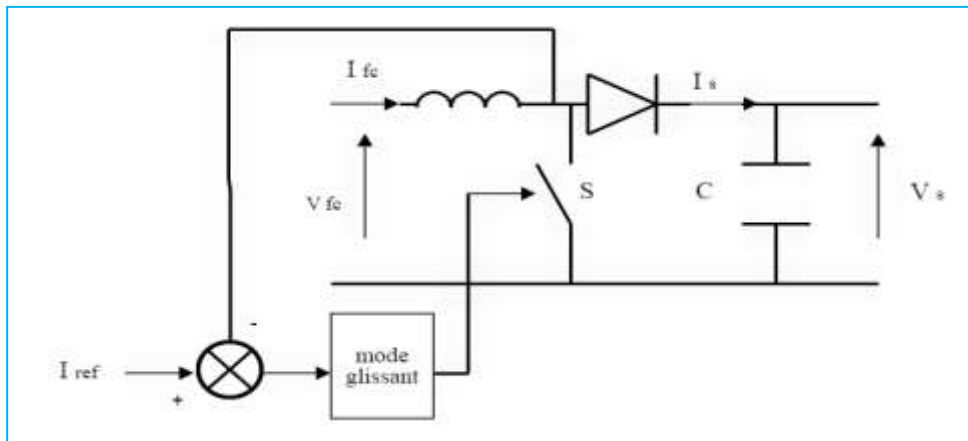 I fc
I s
V fc
S
C
V s
-
I ref
+
mode
glissant